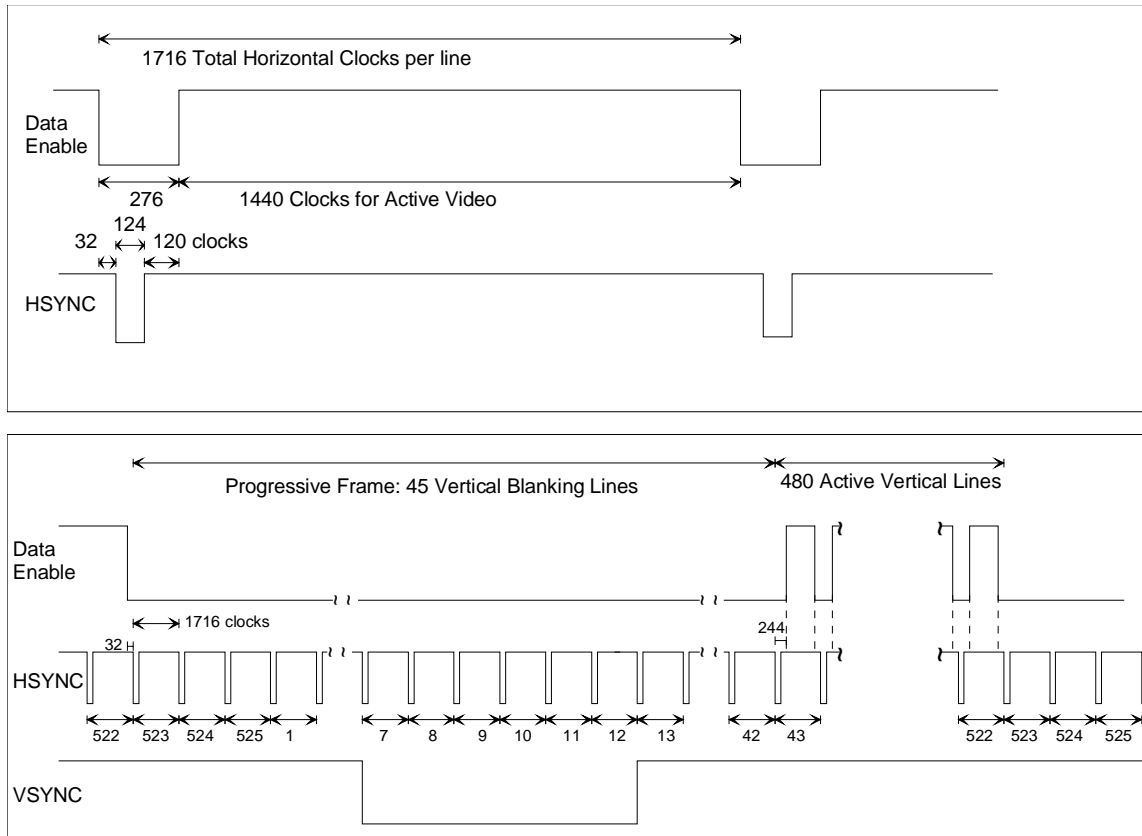 1716 Total Horizontal Clocks per line
Data
Enable
276
1440 Clocks for Active Video
124
32
120 clocks
HSYNC
Progressive Frame: 45 Vertical Blanking Lines
480 Active Vertical Lines
Data
Enable
1716 clocks
32
244
HSYNC
522 523 524 525 1 7 8 9 10 11 12 13 42 43 522 523 524 525
VSYNC